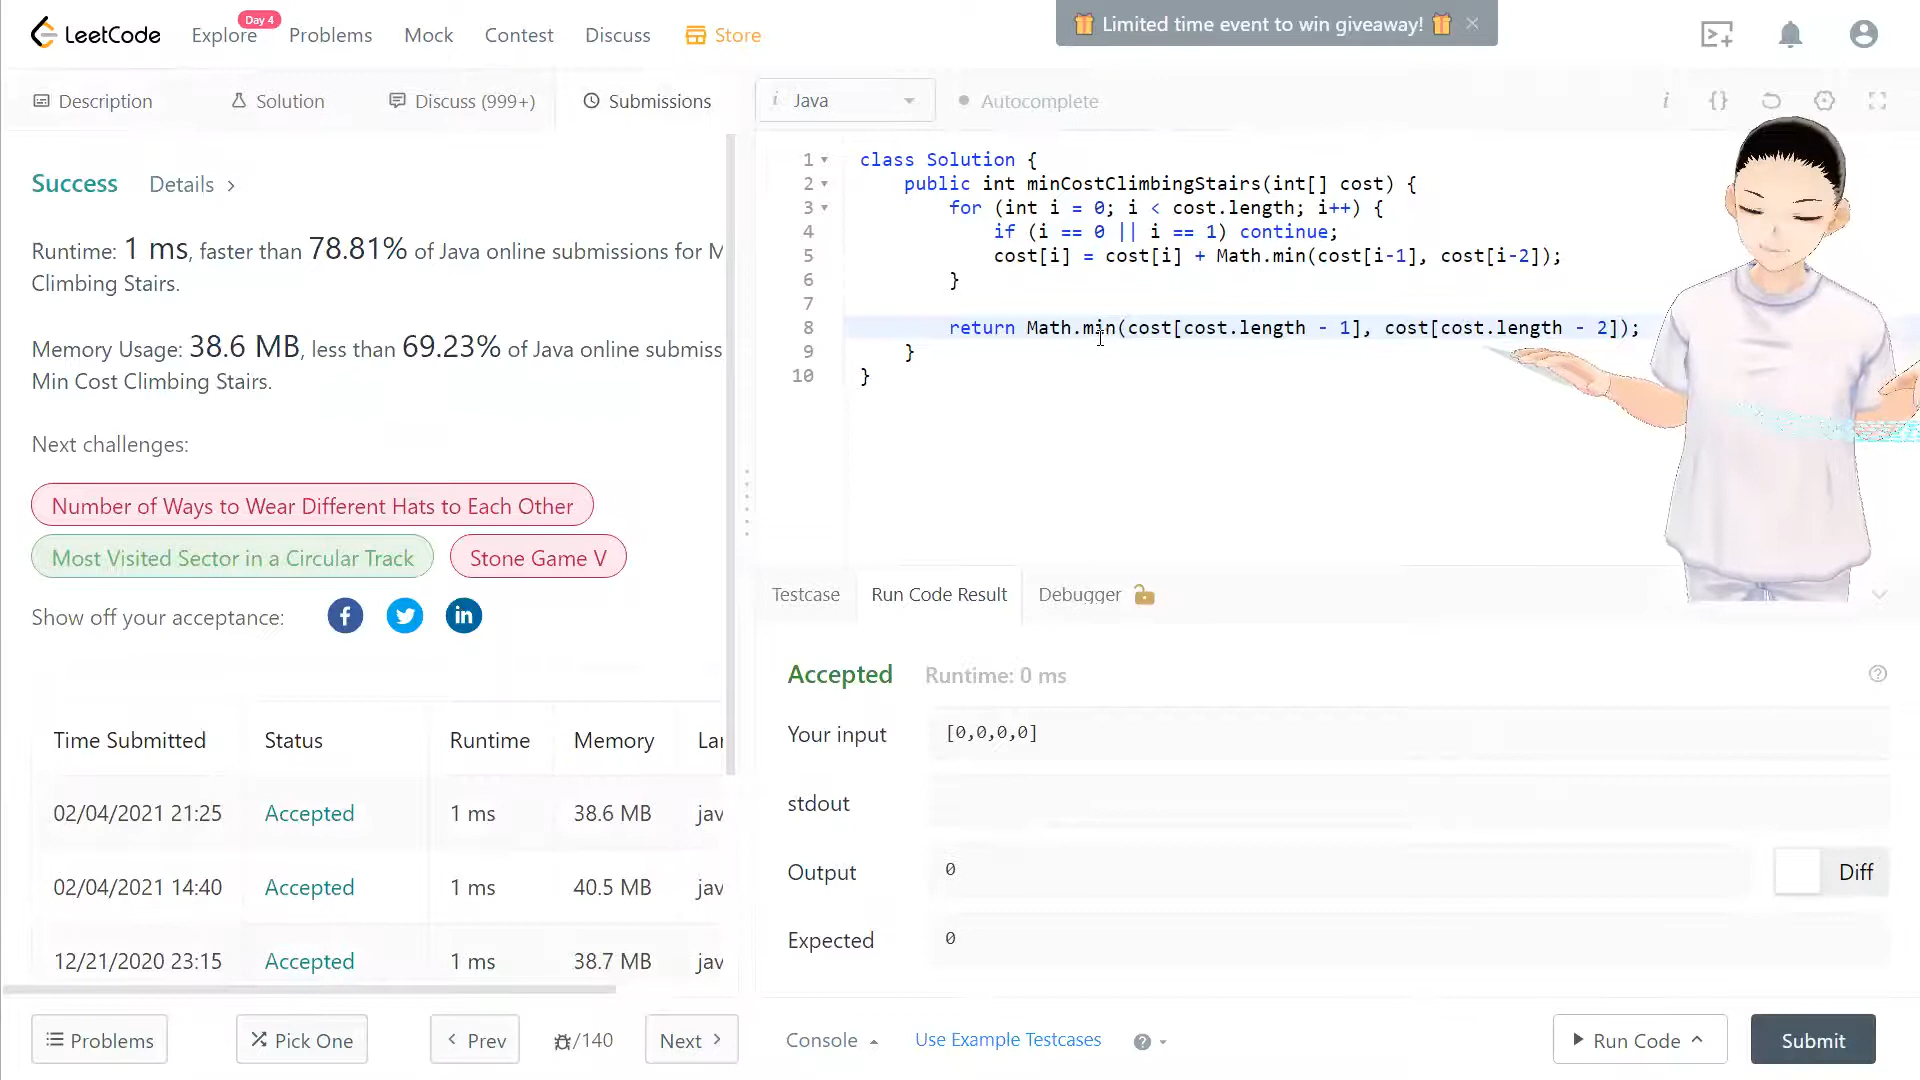 LeetCode
Explore
Day 4
Problems
Mock
Contest
Discuss
Store
Limited time event to win giveaway!
Description
Solution
Discuss (999+)
Submissions
Success
Details
Runtime: 1 ms, faster than 78.81% of Java online submissions for M
Climbing Stairs.
Memory Usage: 38.6 MB, less than 69.23% of Java online submiss
Min Cost Climbing Stairs.
Next challenges:
Number of Ways to Wear Different Hats to Each Other
Most Visited Sector in a Circular Track
Stone Game V
Show off your acceptance:
Time Submitted Status Runtime Memory Lar
02/04/2021 21:25 Accepted 1 ms 38.6 MB jav
02/04/2021 14:40 Accepted 1 ms 40.5 MB jav
12/21/2020 23:15 Accepted 1 ms 38.7 MB jav
Problems
Pick One
Prev
/140
Next
i Java
Autocomplete
i {}
1 class Solution {
2 public int minCostClimbingStairs(int[] cost) {
3 for (int i = 0; i < cost.length; i++) {
4 if (i == 0 || i == 1) continue;
5 cost[i] = cost[i] + Math.min(cost[i-1], cost[i-2]);
6 }
7
8 return Math.min(cost[cost.length - 1], cost[cost.length - 2]);
9 }
10 }
Testcase
Run Code Result
Debugger
Accepted
Runtime: 0 ms
Your input
[0,0,0,0]
stdout
Output
0
Diff
Expected
0
Console
Use Example Testcases
Run Code
Submit